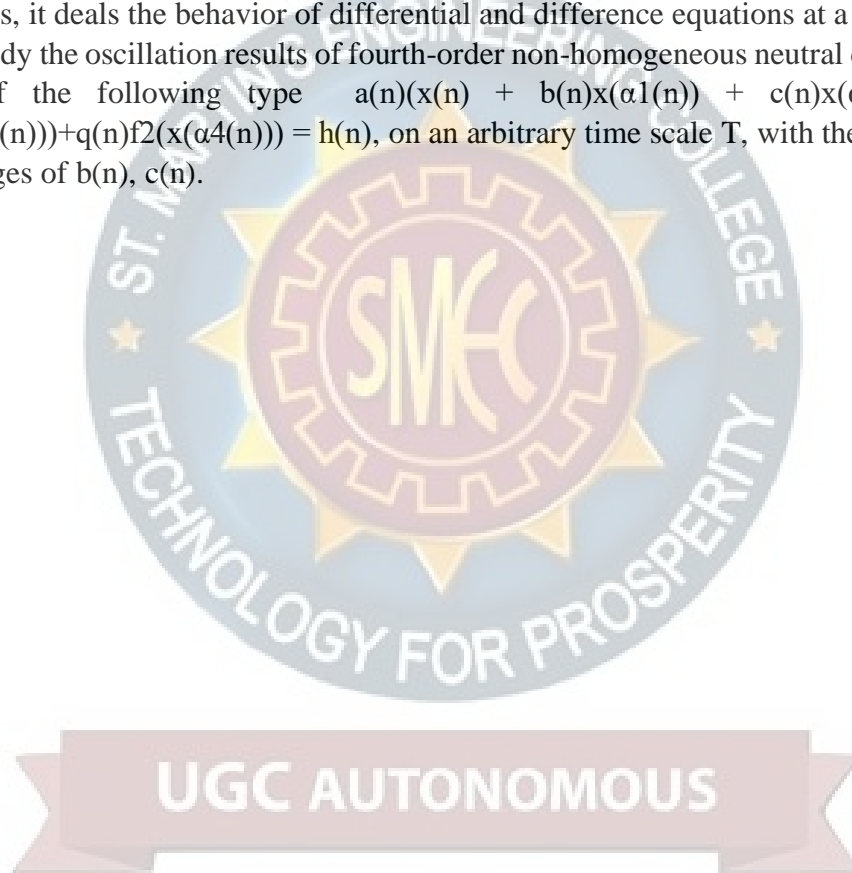 s, it deals the behavior of differential and difference equations at a
dy the oscillation results of fourth-order non-homogeneous neutral
f the following type a(n)(x(n) + b(n)x(α1(n)) + c(n)x(
(n)))+q(n)f2(x(α4(n))) = h(n), on an arbitrary time scale T, with the
ges of b(n), c(n).
ST. MARTIN'S ENGINEERING COLLEGE
SMEC
TECHNOLOGY FOR PROSPERITY
UGC AUTONOMOUS